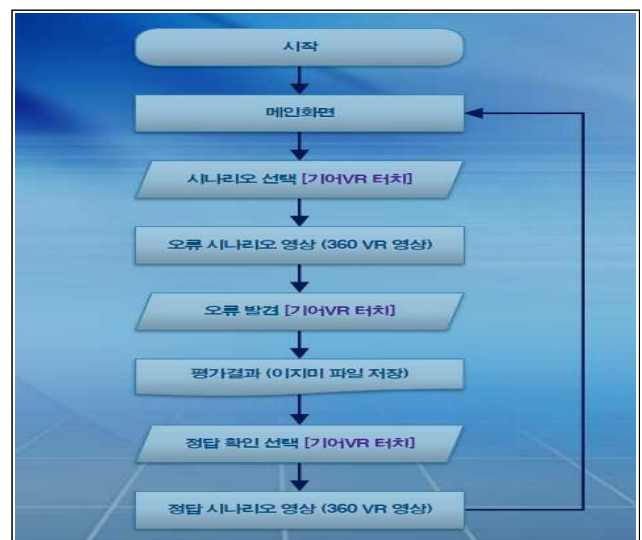 시작
메인화면
시나리오 선택 [기어VR 터치]
오류 시나리오 영상 (360 VR 영상)
오류 발견 [기어VR 터치]
평가결과 (이지미 파일 저장)
정답 확인 선택 [기어VR 터치]
정답 시나리오 영상 (360 VR 영상)